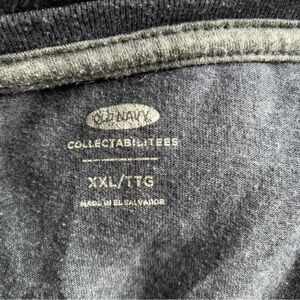 OLD NAVY
COLLECTABILITEES
XXL/TTG
MADE IN EL SALVADOR